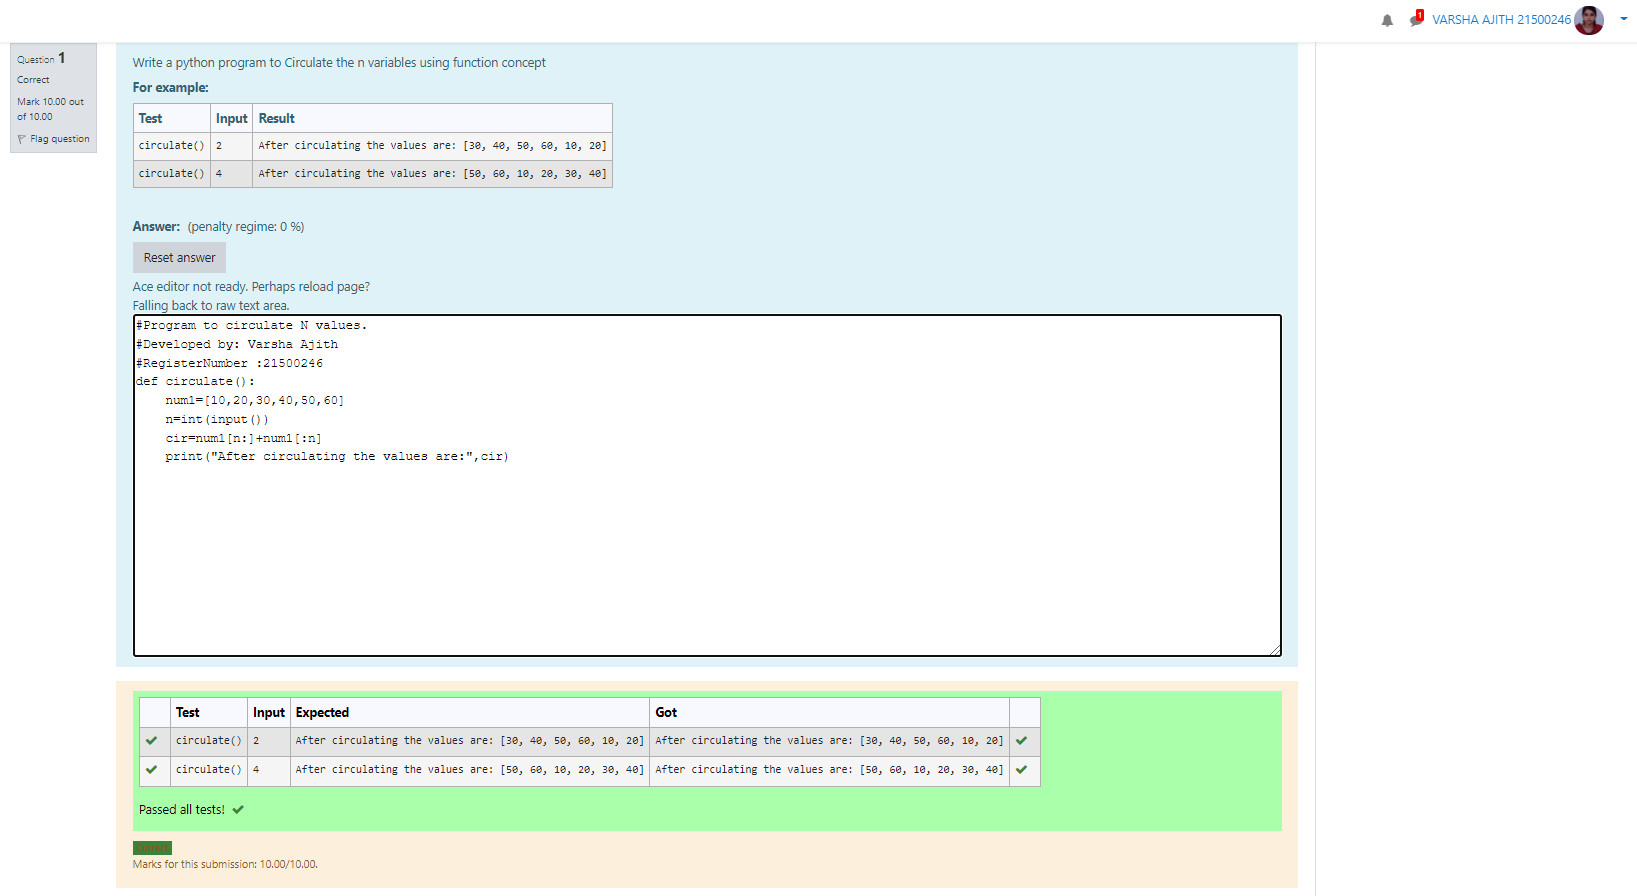 1
VARSHA AJITH 21500246
Question 1
Correct
Mark 10.00 out
of 10.00
Flag question
Write a python program to Circulate the n variables using function concept
For example:
Test Input Result
circulate() 2 After circulating the values are: [30, 40, 50, 60, 10, 20]
circulate() 4 After circulating the values are: [50, 60, 10, 20, 30, 40]
Answer: (penalty regime: 0 %)
Reset answer
Ace editor not ready. Perhaps reload page?
Falling back to raw text area.
#Program to circulate N values.
#Developed by: Varsha Ajith
#RegisterNumber :21500246
def circulate():
    num1=[10,20,30,40,50,60]
    n=int(input())
    cir=num1[n:]+num1[:n]
    print("After circulating the values are:",cir)
Test Input Expected Got
circulate() 2 After circulating the values are: [30, 40, 50, 60, 10, 20] After circulating the values are: [30, 40, 50, 60, 10, 20]
circulate() 4 After circulating the values are: [50, 60, 10, 20, 30, 40] After circulating the values are: [50, 60, 10, 20, 30, 40]
Passed all tests!
Correct
Marks for this submission: 10.00/10.00.